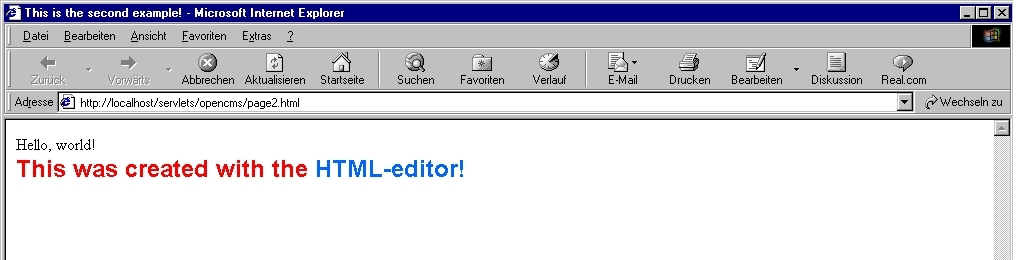 This is the second example! - Microsoft Internet Explorer
Datei Bearbeiten Ansicht Favoriten Extras ?
Zurück Vorwärts Abbrechen Aktualisieren Startseite Suchen Favoriten Verlauf E-Mail Drucken Bearbeiten Diskussion Real.com
Adresse http://localhost/servlets/opencms/page2.html Wechseln zu
Hello, world!
This was created with the HTML-editor!